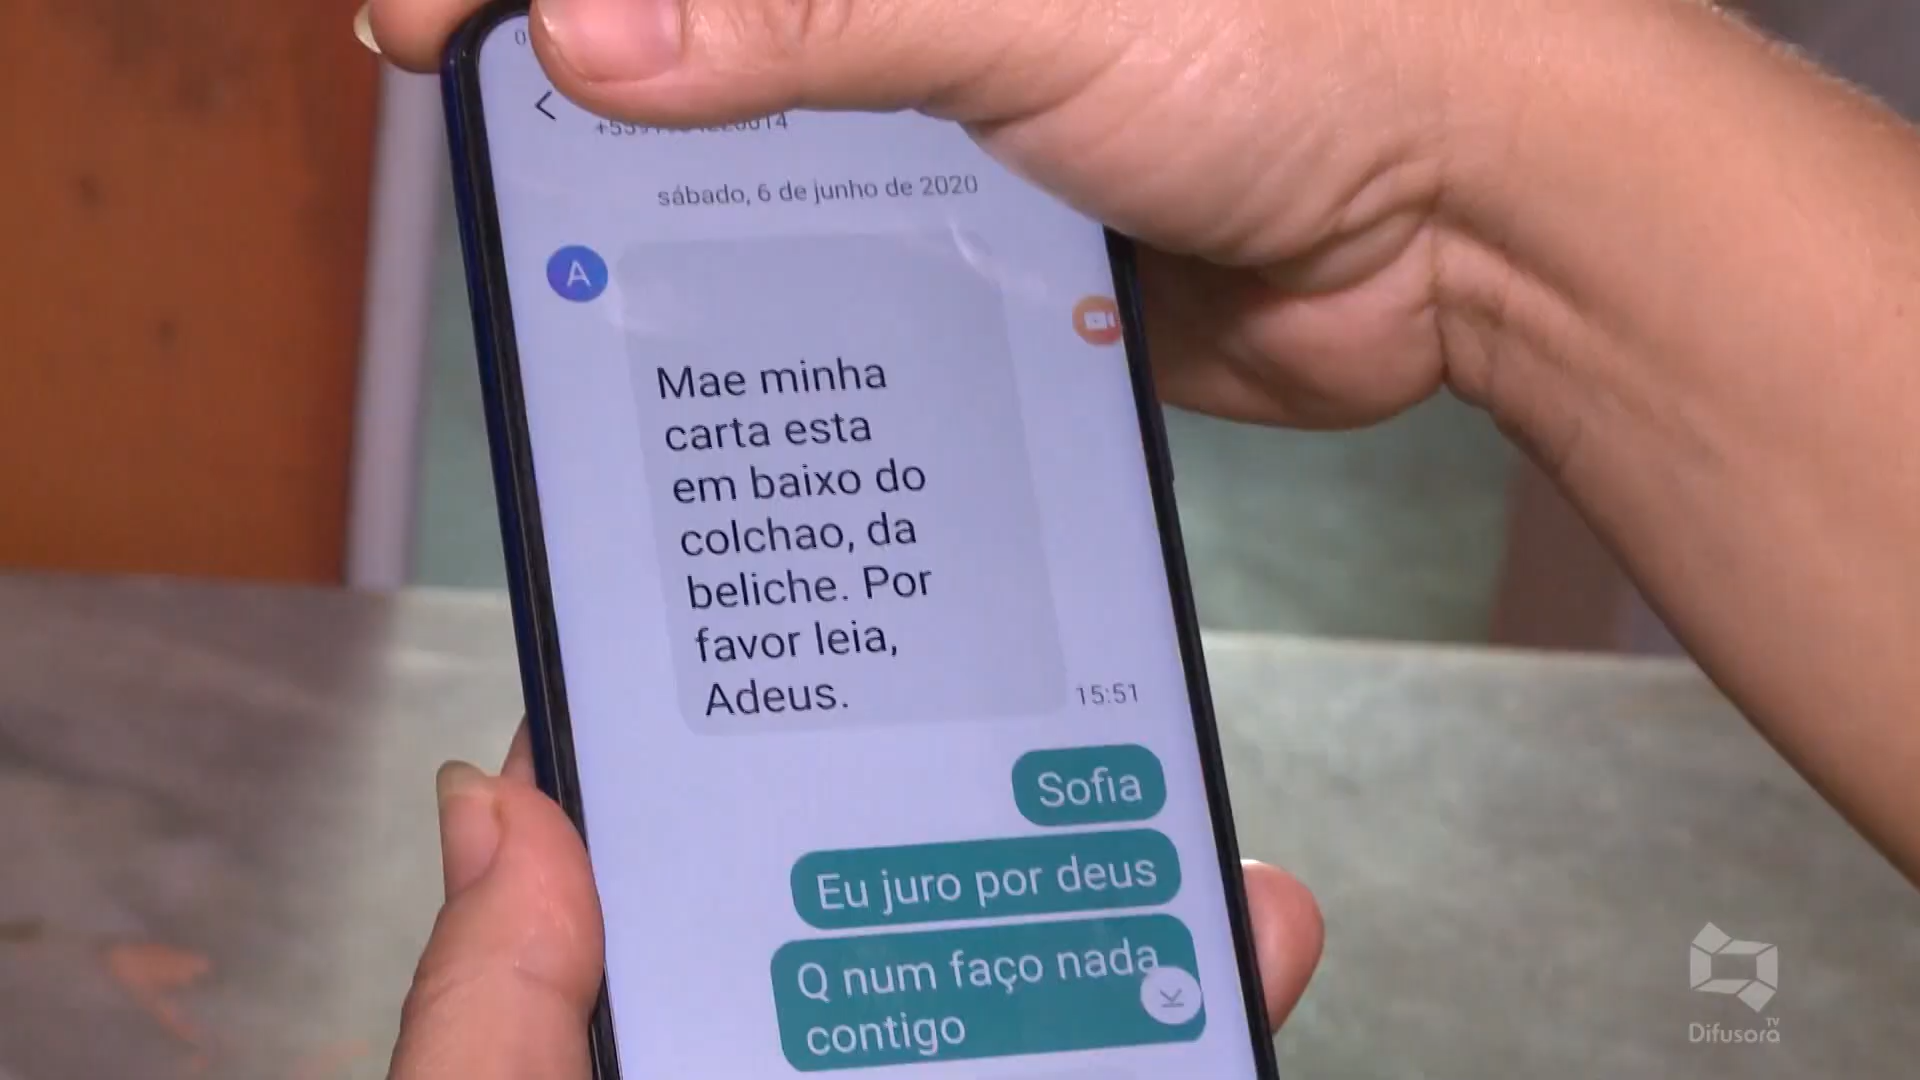 sábado, 6 de junho de 2020
A
Mae minha
carta esta
em baixo do
colchao, da
beliche. Por
favor leia,
Adeus.
15:51
Sofia
Eu juro por deus
Q num faço nada
contigo
TV
Difusora